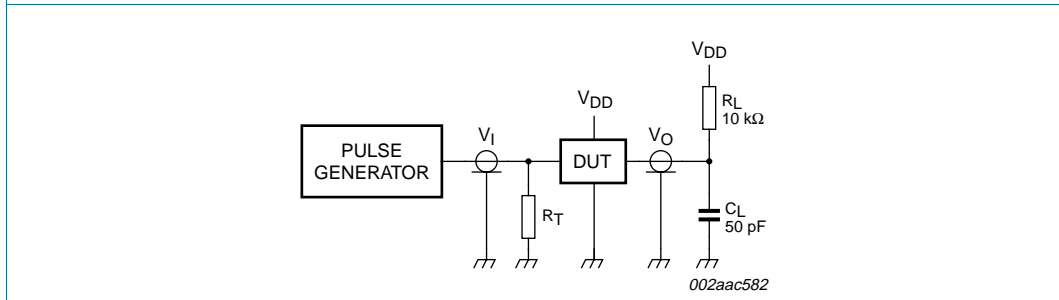 VDD
RL
10 kΩ
VDD
VI
VO
PULSE
GENERATOR
DUT
RT
CL
50 pF
002aac582